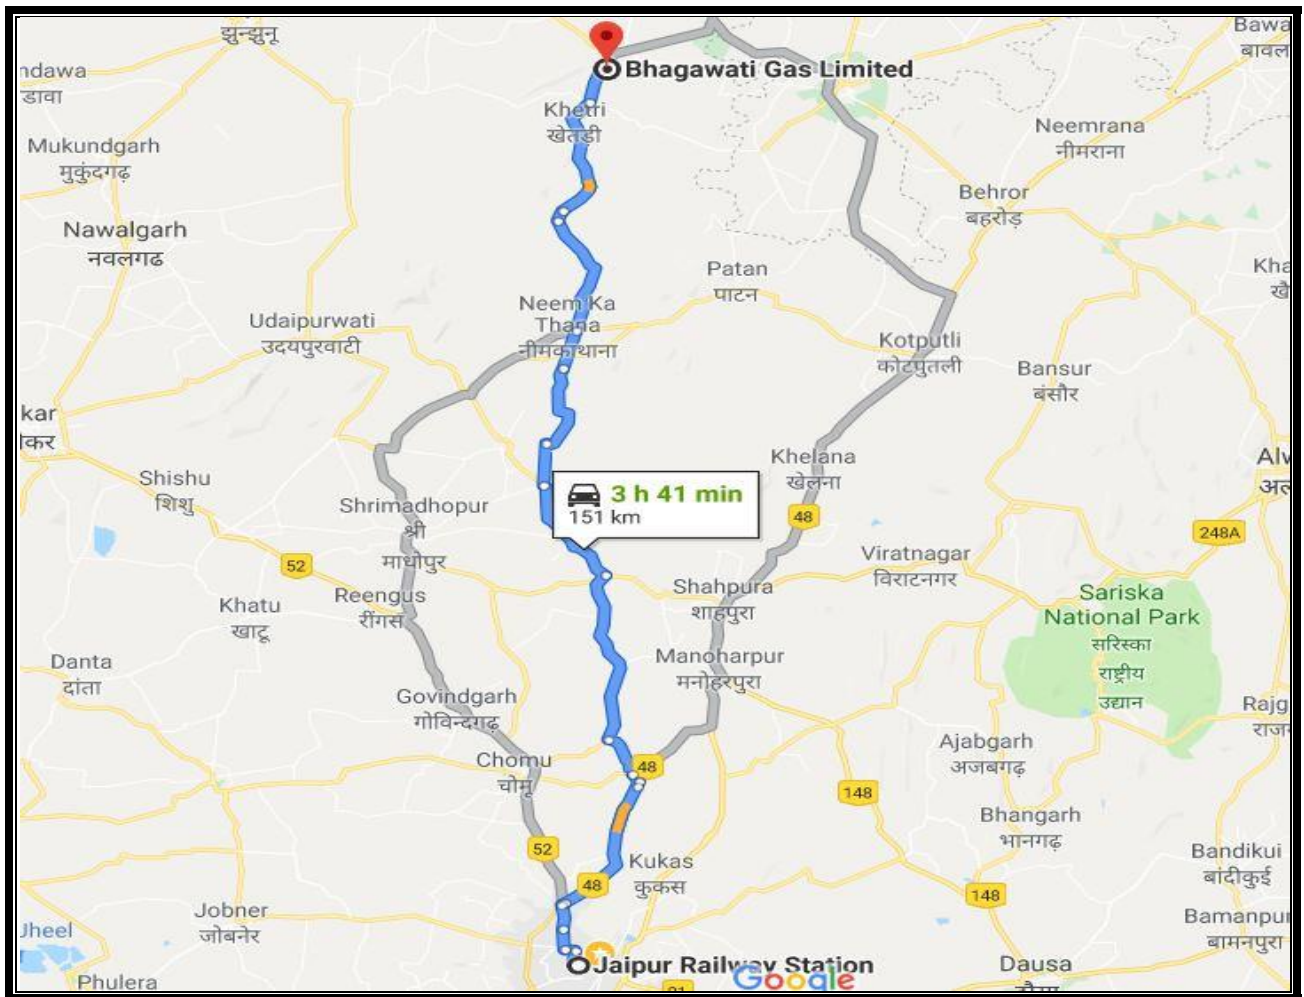 झुन्झुनू
Bawa
बावल
Bhagawati Gas Limited
ndawa
डावा
Khetri
खेतड़ी
Neemrana
नीमराना
Mukundgarh
मुकुंदगढ़
Behror
बहरोड़
Nawalgarh
नवलगढ
Patan
पाटन
Kha
खै
Neem Ka
Thana
नीमकाथाना
Udaipurwati
उदयपुरवाटी
Kotputli
कोटपुतली
Bansur
बंसौर
kar
कर
Khelana
खेलना
Alw
अल
Shishu
शिशु
3 h 41 min
151 km
Shrimadhopur
श्री
माधोपुर
48
248A
52
Viratnagar
विराटनगर
Shahpura
शाहपुरा
Reengus
रींगस
Khatu
खाटू
Sariska
National Park
सरिस्का
राष्ट्रीय
उद्यान
Danta
दांता
Manoharpur
मनोहरपुरा
Govindgarh
गोविन्दगढ़
Rajg
राज
Ajabgarh
अजबगढ़
Chomu
चोमू
48
148
Bhangarh
भानगढ़
52
Kukas
कुकस
48
Bandikui
बांदीकुई
148
Jobner
जोबनेर
Jheel
Bamanpur
बामनपुरा
Jaipur Railway Station
Google
Dausa
Phulera